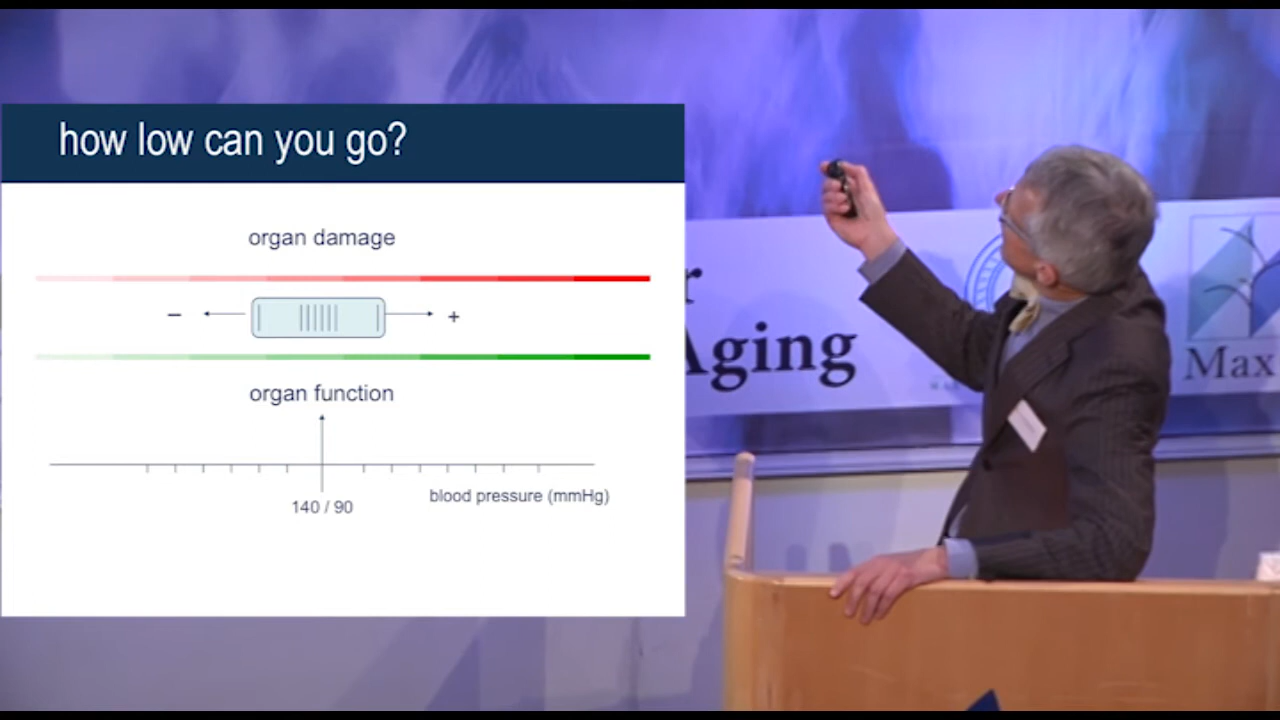 how low can you go?
organ damage
− +
organ function
140 / 90
blood pressure (mmHg)
Aging
Max